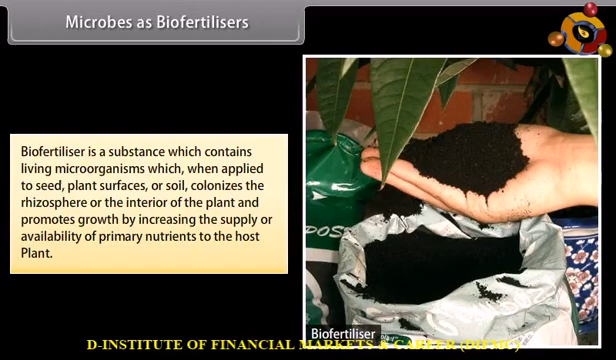 Microbes as Biofertilisers
Biofertiliser is a substance which contains
living microorganisms which, when applied
to seed, plant surfaces, or soil, colonizes the
rhizosphere or the interior of the plant and
promotes growth by increasing the supply or
availability of primary nutrients to the host
Plant.
POST
Biofertiliser
D-INSTITUTE OF FINANCIAL MARKETS & CAREER (DIFMC)